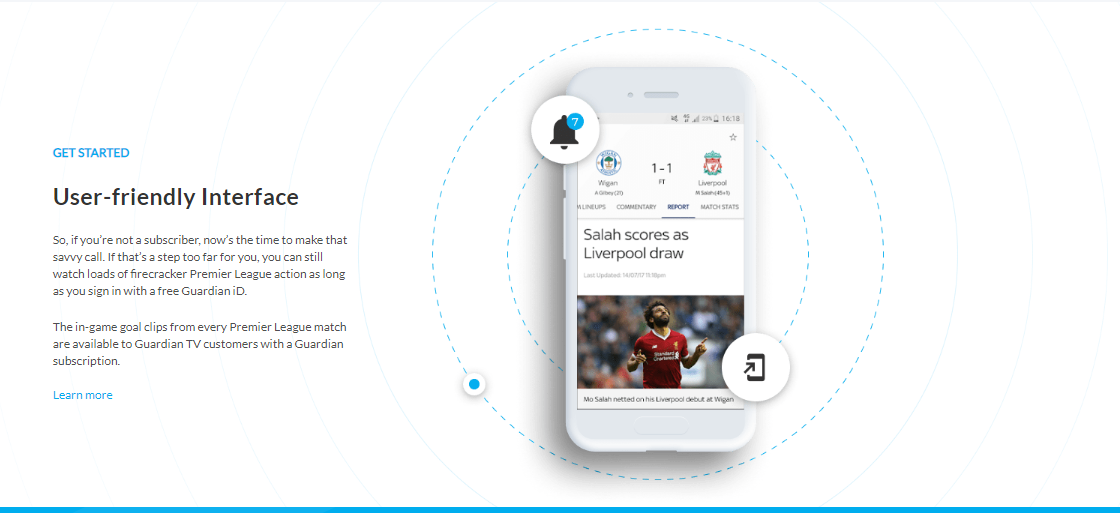 GET STARTED
User-friendly Interface
So, if you're not a subscriber, now's the time to make that
savvy call. If that's a step too far for you, you can still
watch loads of firecracker Premier League action as long
as you sign in with a free Guardian iD.
The in-game goal clips from every Premier League match
are available to Guardian TV customers with a Guardian
subscription.
Learn more
7
23% 16:18
1-1
FT
Wigan
Liverpool
M Salah (45+1)
LINEUPS COMMENTARY REPORT MATCH STATS
Salah scores as
Liverpool draw
Last Updated: 14/07/17 11:18pm
Standard
Chartered
Mo Salah netted on his Liverpool debut at Wigan